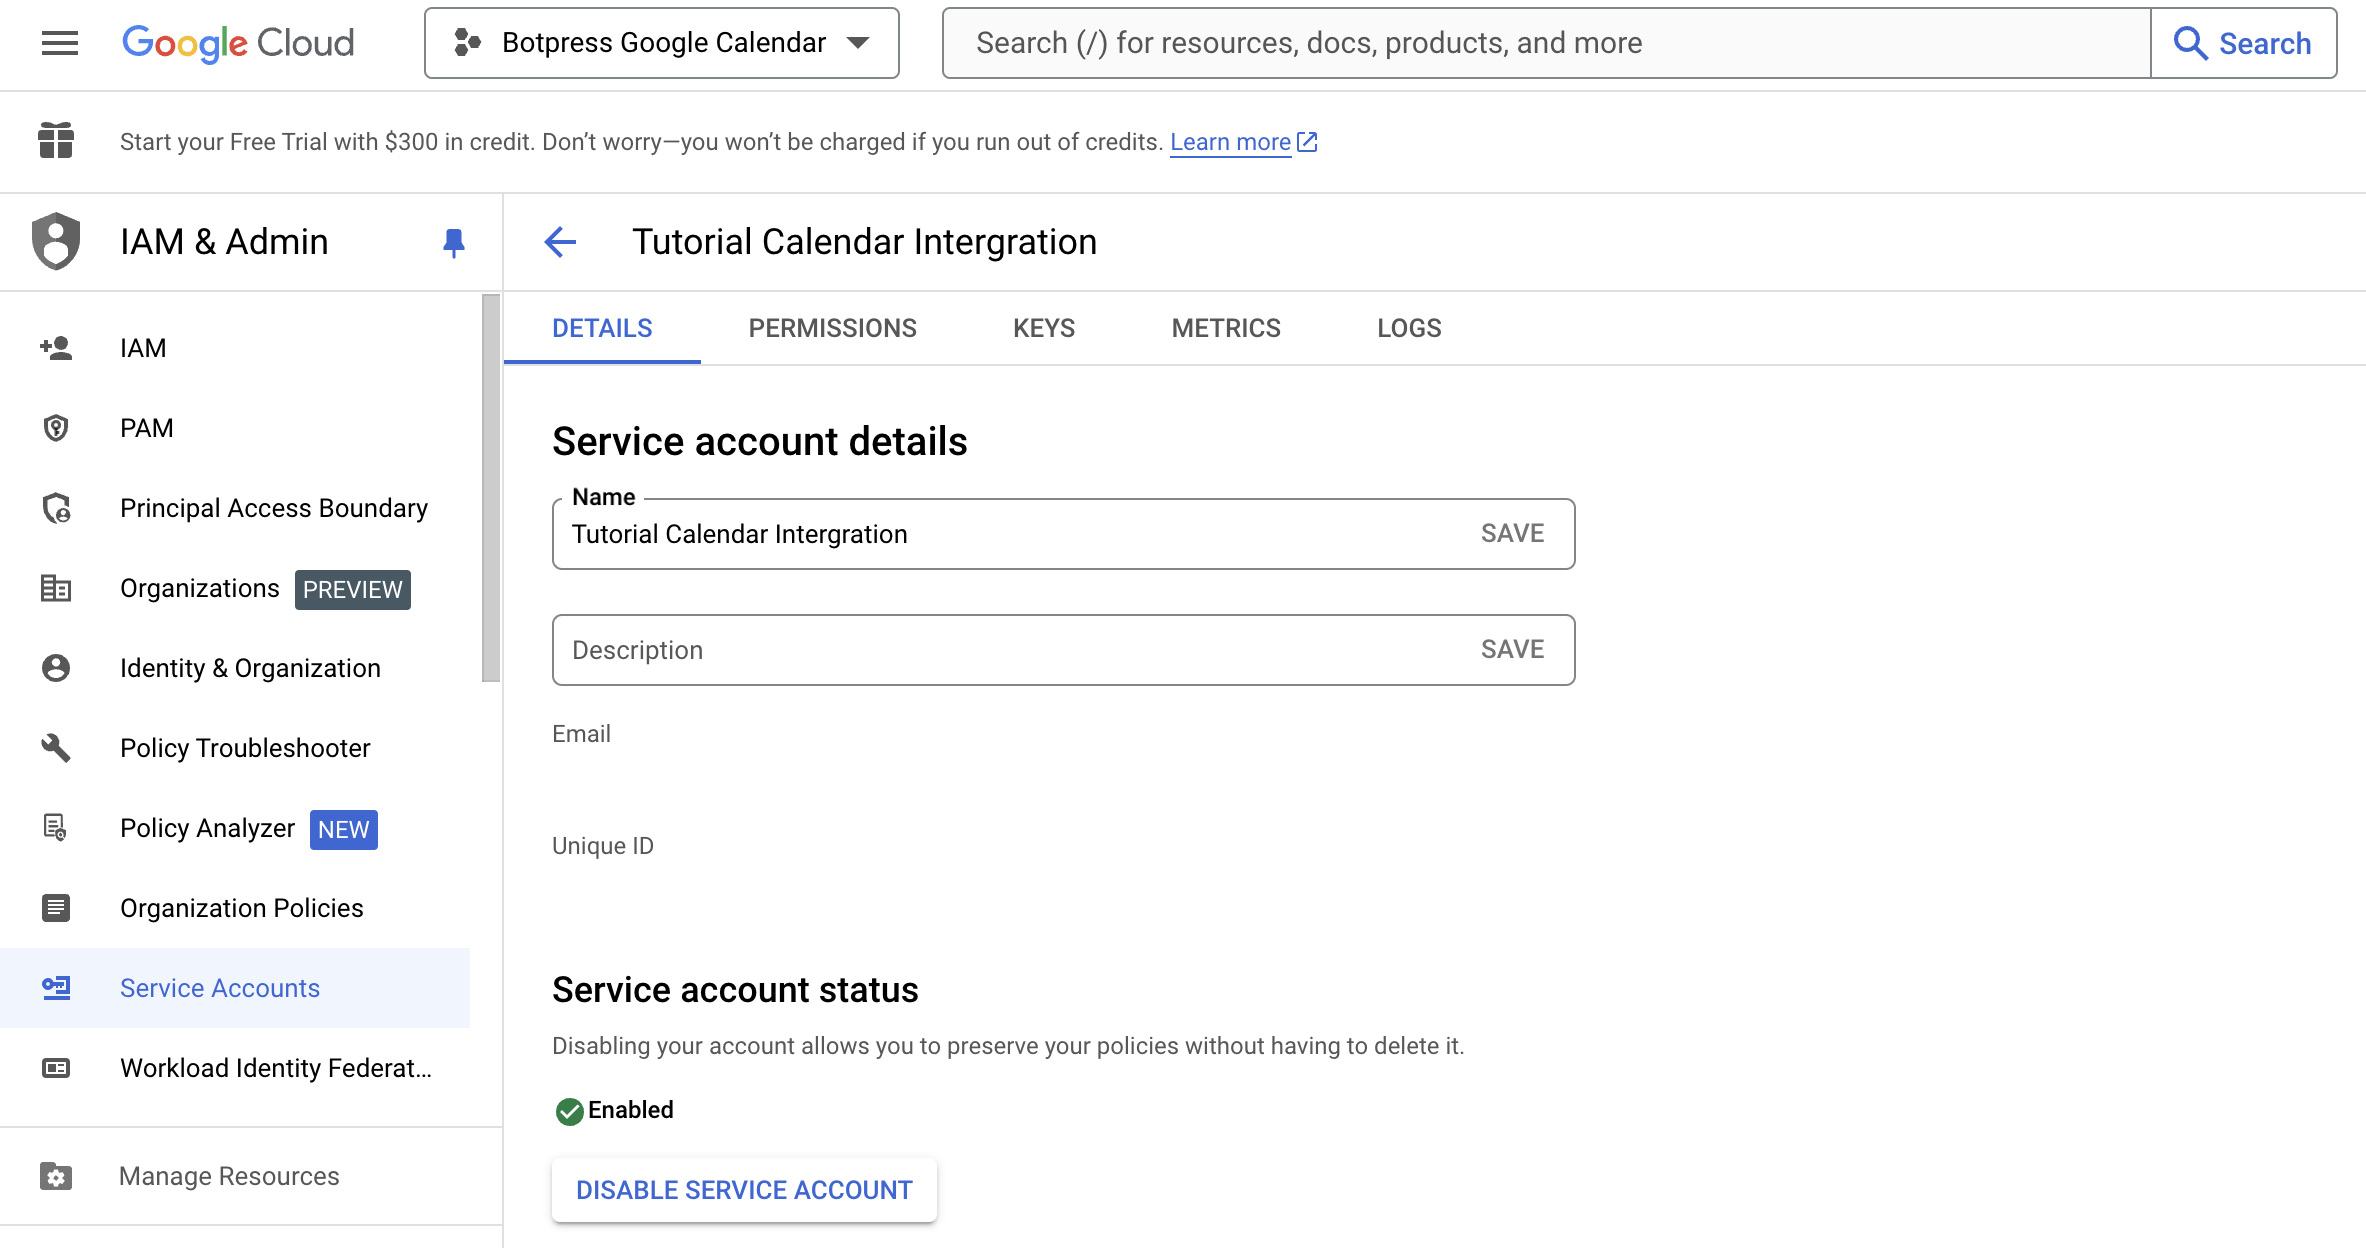 Google Cloud
Botpress Google Calendar
Search (/) for resources, docs, products, and more
Search
Start your Free Trial with $300 in credit. Don’t worry—you won’t be charged if you run out of credits. Learn more
IAM & Admin
Tutorial Calendar Intergration
DETAILS
PERMISSIONS
KEYS
METRICS
LOGS
IAM
PAM
Principal Access Boundary
Organizations PREVIEW
Identity & Organization
Policy Troubleshooter
Policy Analyzer NEW
Organization Policies
Service Accounts
Workload Identity Federat...
Manage Resources
Service account details
Name
Tutorial Calendar Intergration SAVE
Description SAVE
Email
Unique ID
Service account status
Disabling your account allows you to preserve your policies without having to delete it.
Enabled
DISABLE SERVICE ACCOUNT